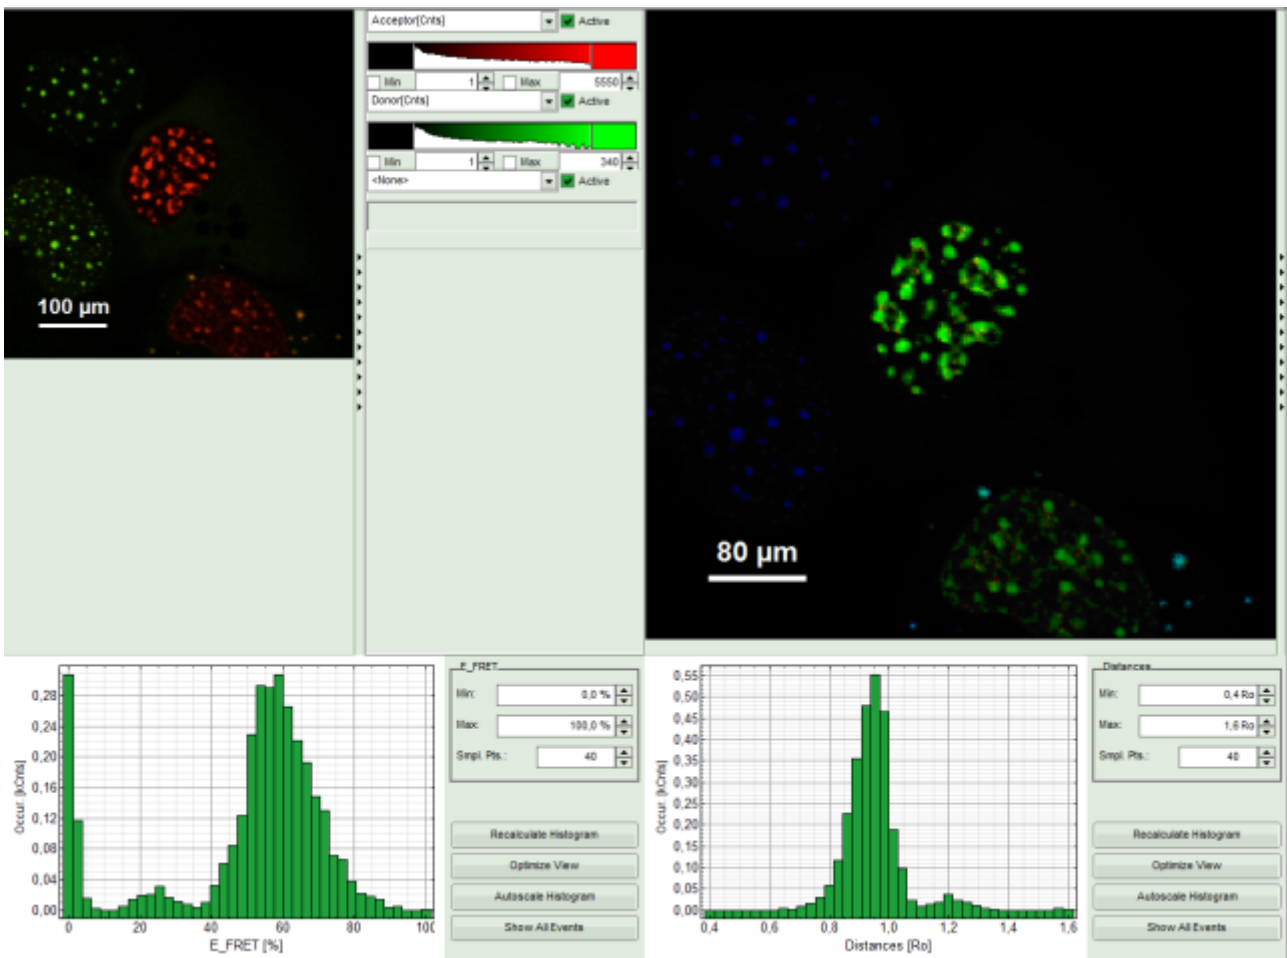 Acceptor[Cnts]
Active
Min
1
Max
5550
Donor[Cnts]
Active
Min
1
Max
340
<None>
Active
100 µm
80 µm
E_FRET
Min:
0,0 %
Max:
100,0 %
Smpl. Pts.:
40
Recalculate Histogram
Optimize View
Autoscale Histogram
Show All Events
Occur. [kCnts]
0,28
0,24
0,20
0,16
0,12
0,08
0,04
0,00
0 20 40 60 80 100
E_FRET [%]
Distances
Min:
0,4 Ro
Max:
1,6 Ro
Smpl. Pts.:
40
Recalculate Histogram
Optimize View
Autoscale Histogram
Show All Events
Occur. [kCnts]
0,55
0,50
0,45
0,40
0,35
0,30
0,25
0,20
0,15
0,10
0,05
0,00
0,4 0,6 0,8 1,0 1,2 1,4 1,6
Distances [Ro]